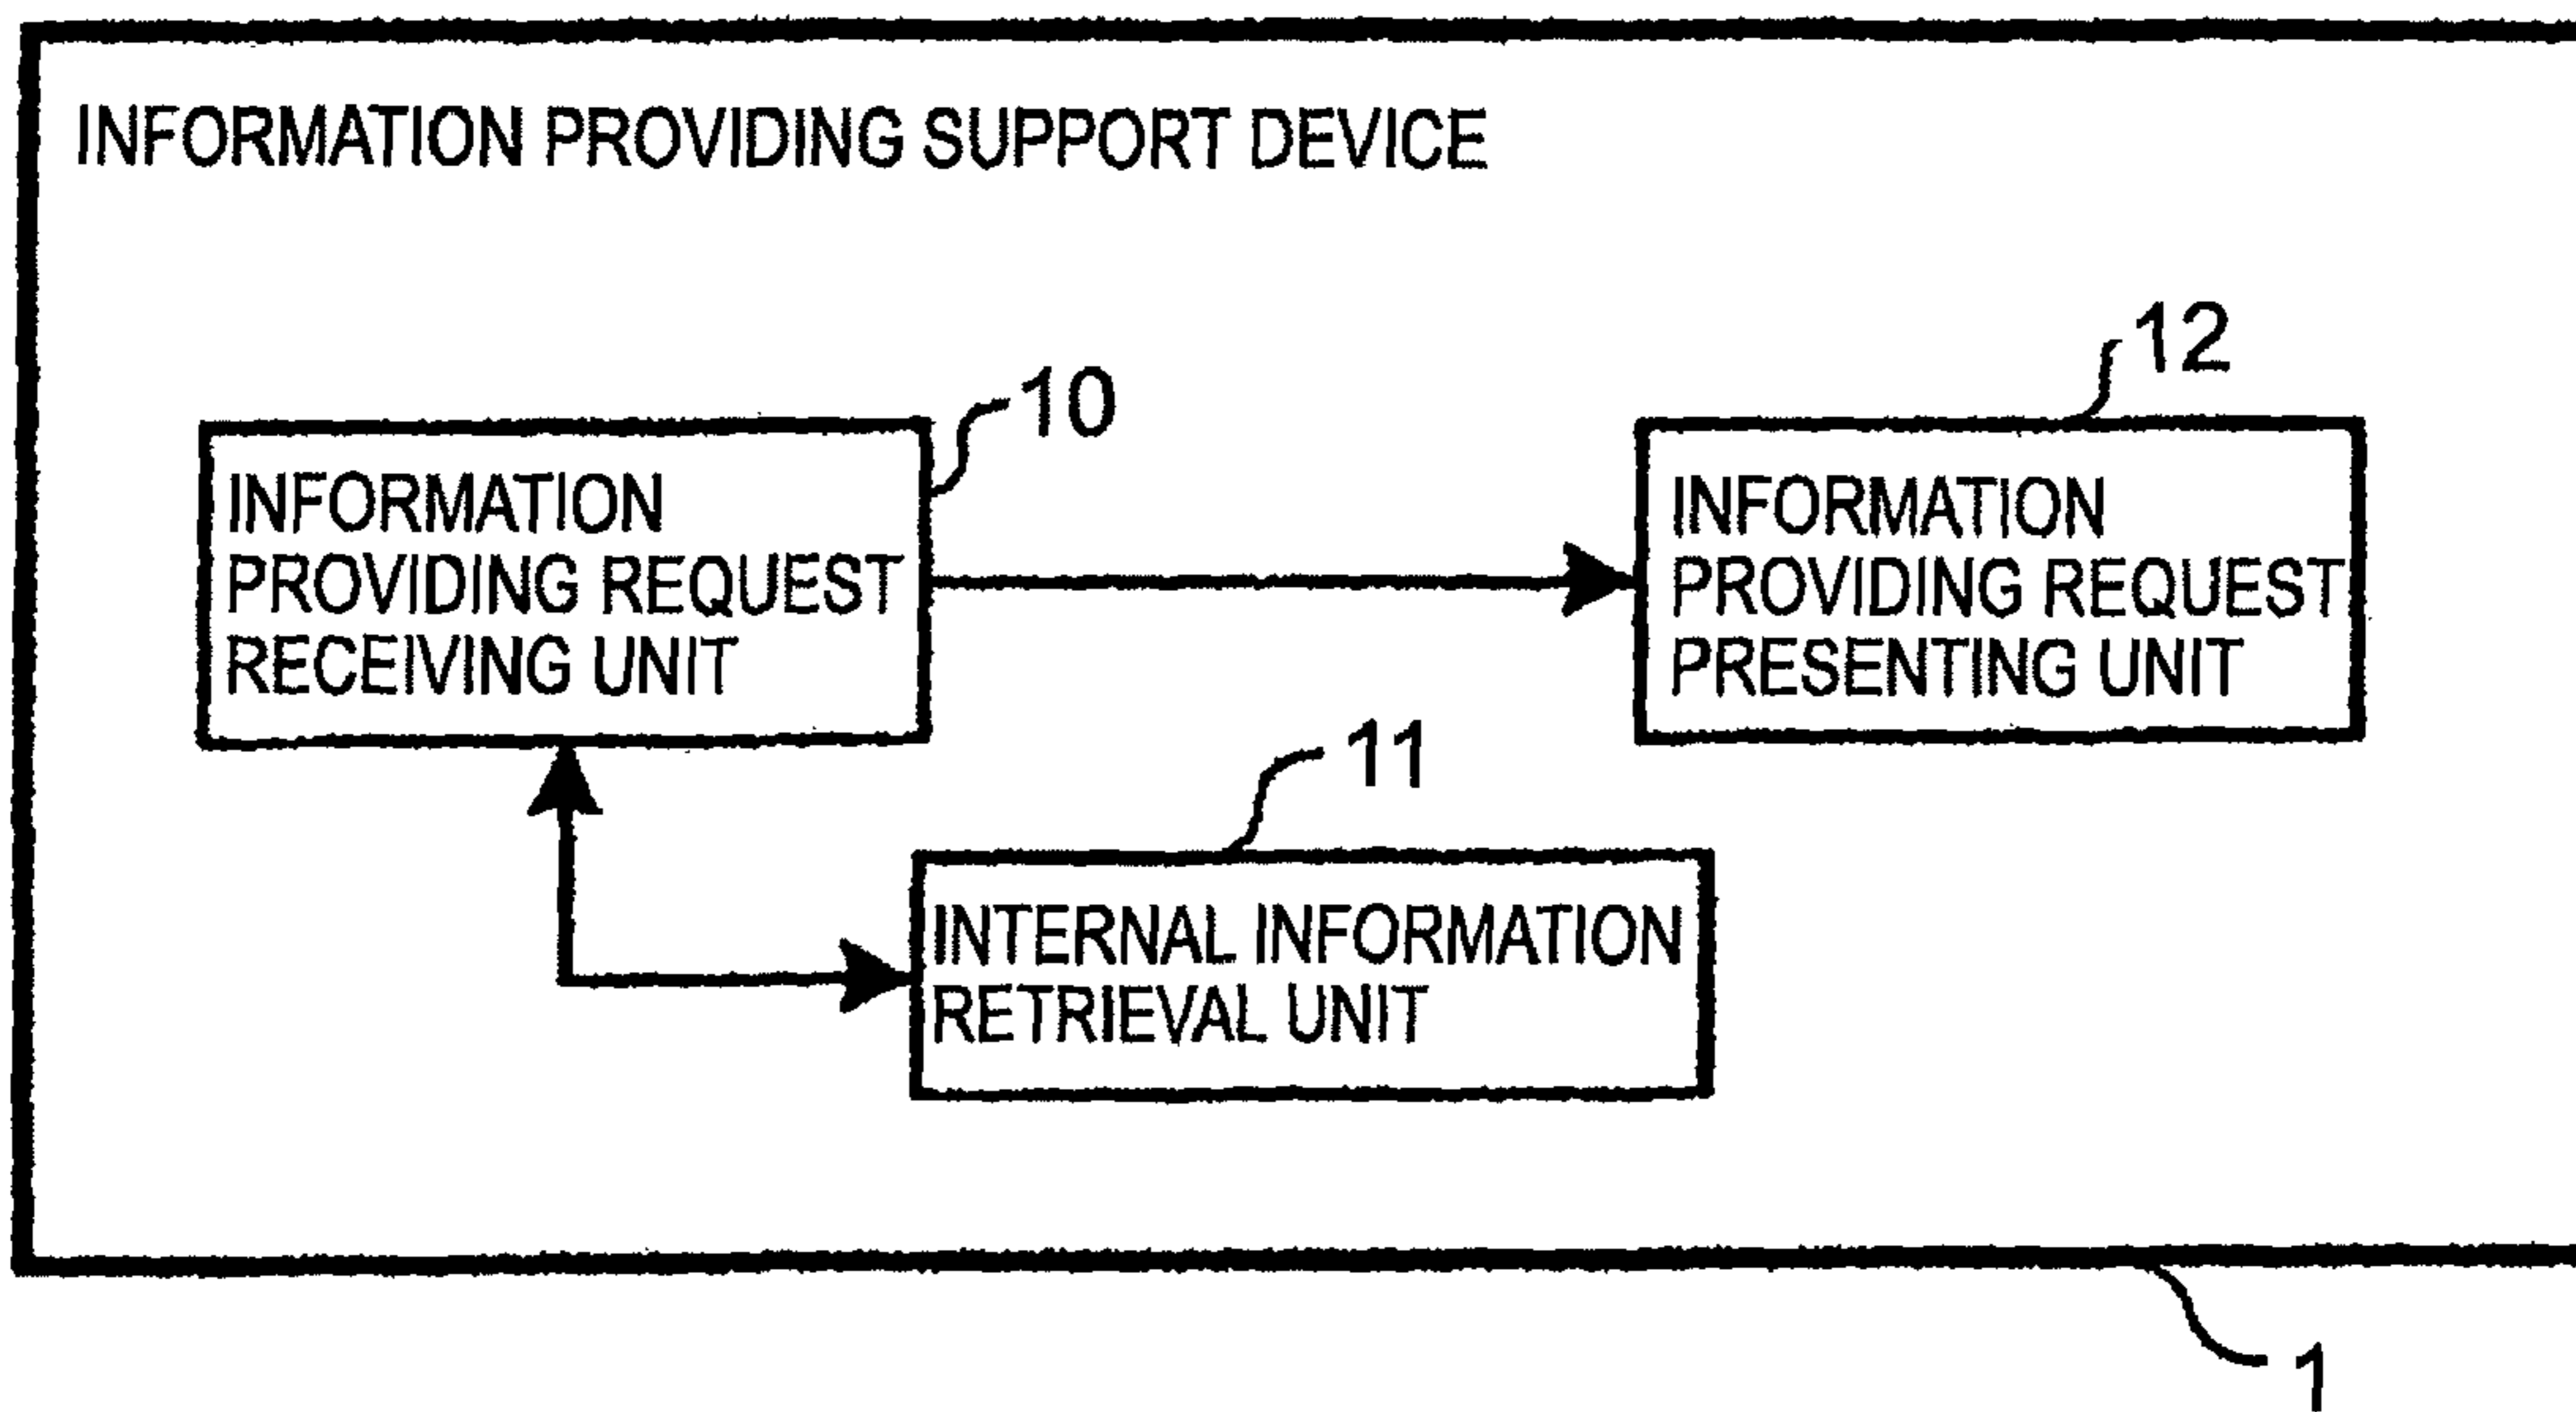 INFORMATION PROVIDING SUPPORT DEVICE
10
INFORMATION
PROVIDING REQUEST
RECEIVING UNIT
12
INFORMATION
PROVIDING REQUEST
PRESENTING UNIT
11
INTERNAL INFORMATION
RETRIEVAL UNIT
1